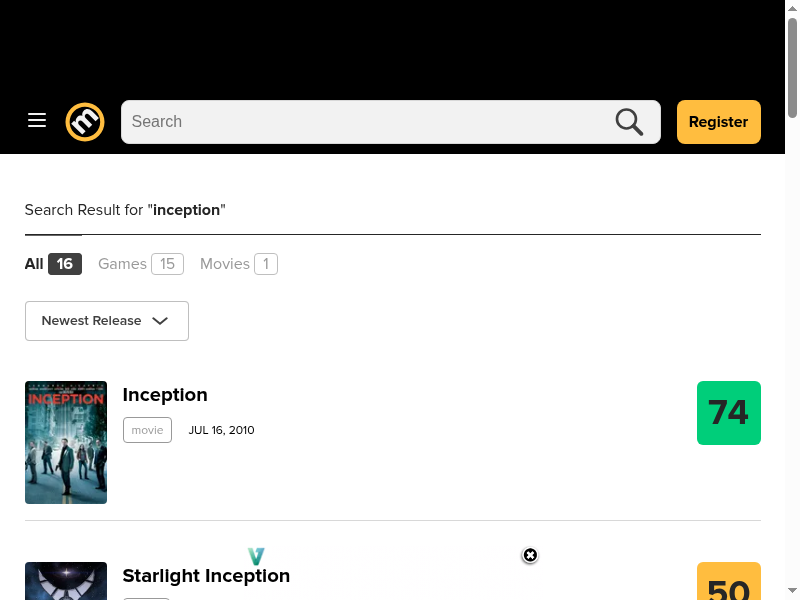 Search
Register
Search Result for "inception"
All 16 Games 15 Movies 1
Newest Release
INCEPTION
Inception
movie JUL 16, 2010
74
Starlight Inception
50